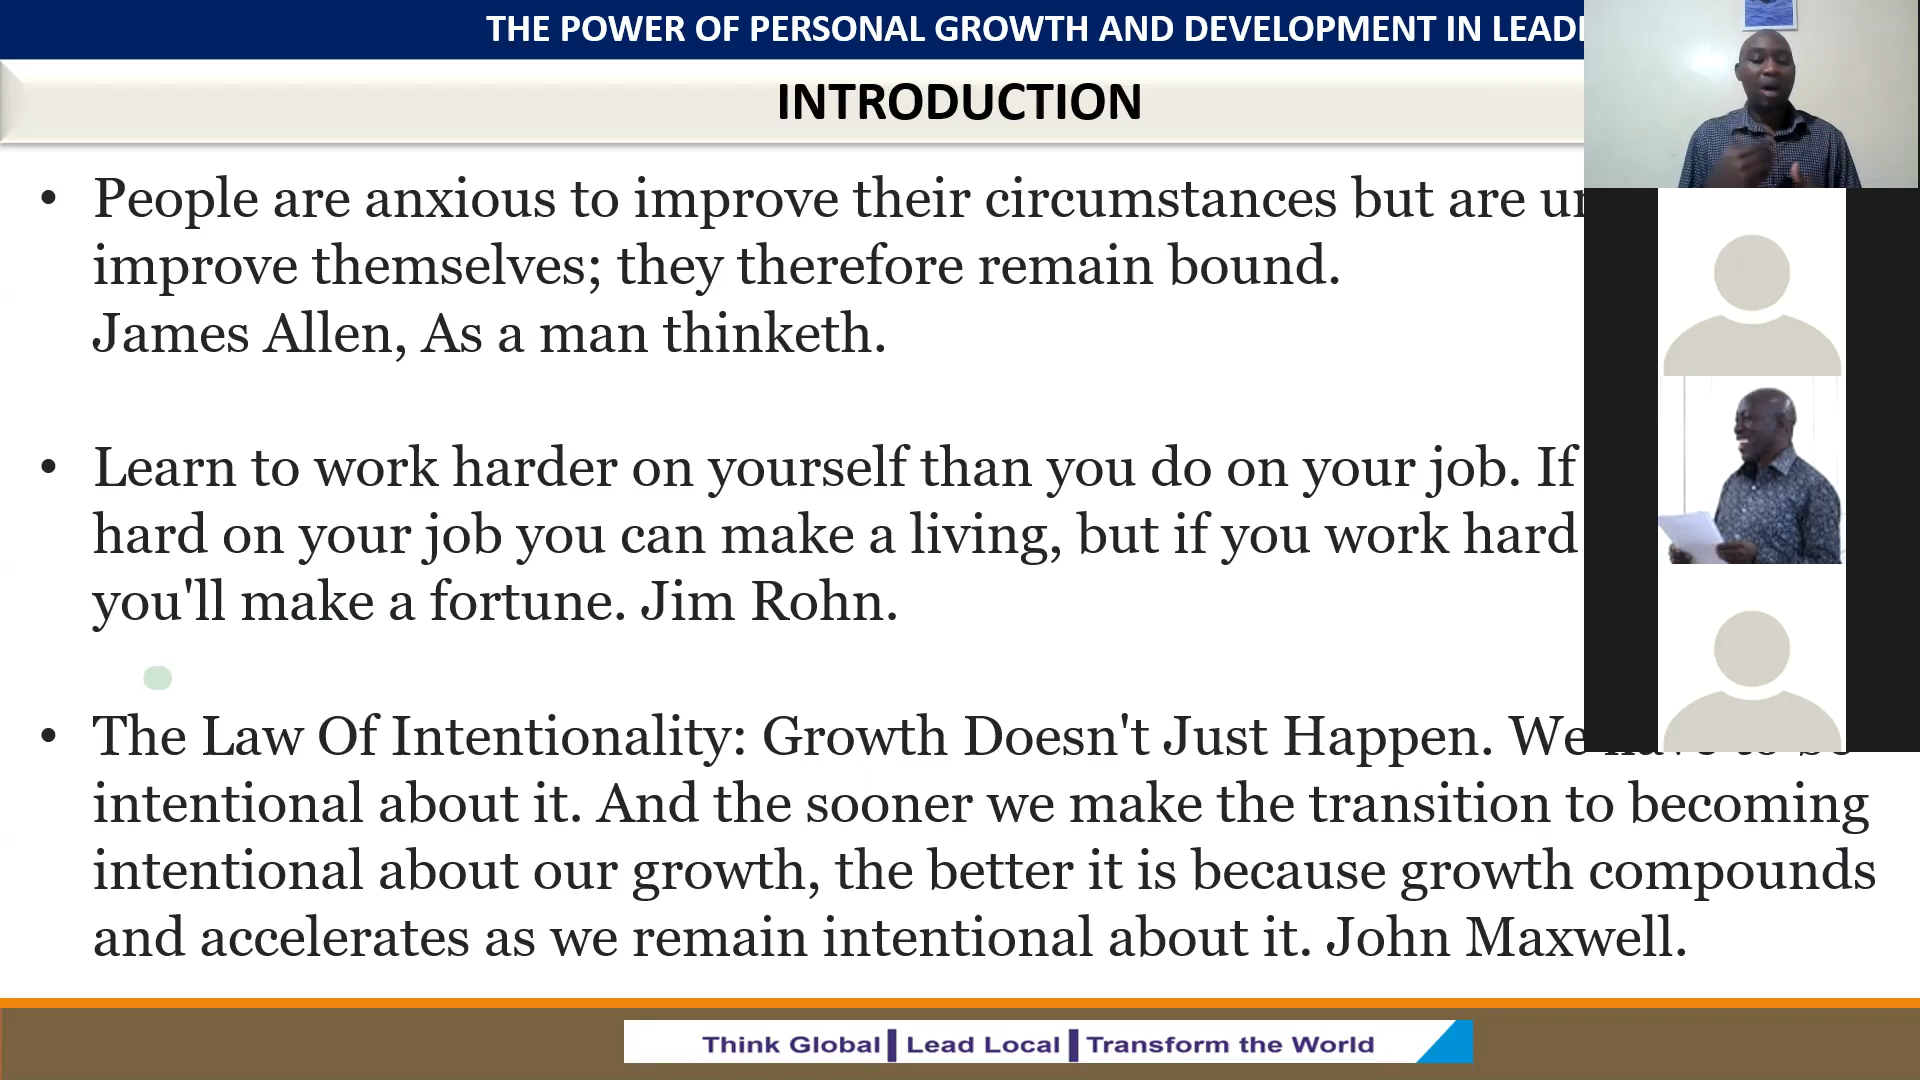 THE POWER OF PERSONAL GROWTH AND DEVELOPMENT IN
INTRODUCTION
• People are anxious to improve their circumstances but are
improve themselves; they therefore remain bound.
James Allen, As a man thinketh.
• Learn to work harder on yourself than you do on your job. If
hard on your job you can make a living, but if you work hard
you'll make a fortune. Jim Rohn.
• The Law Of Intentionality: Growth Doesn't Just Happen. We have to be
intentional about it. And the sooner we make the transition to becoming
intentional about our growth, the better it is because growth compounds
and accelerates as we remain intentional about it. John Maxwell.
Think Global | Lead Local | Transform the World